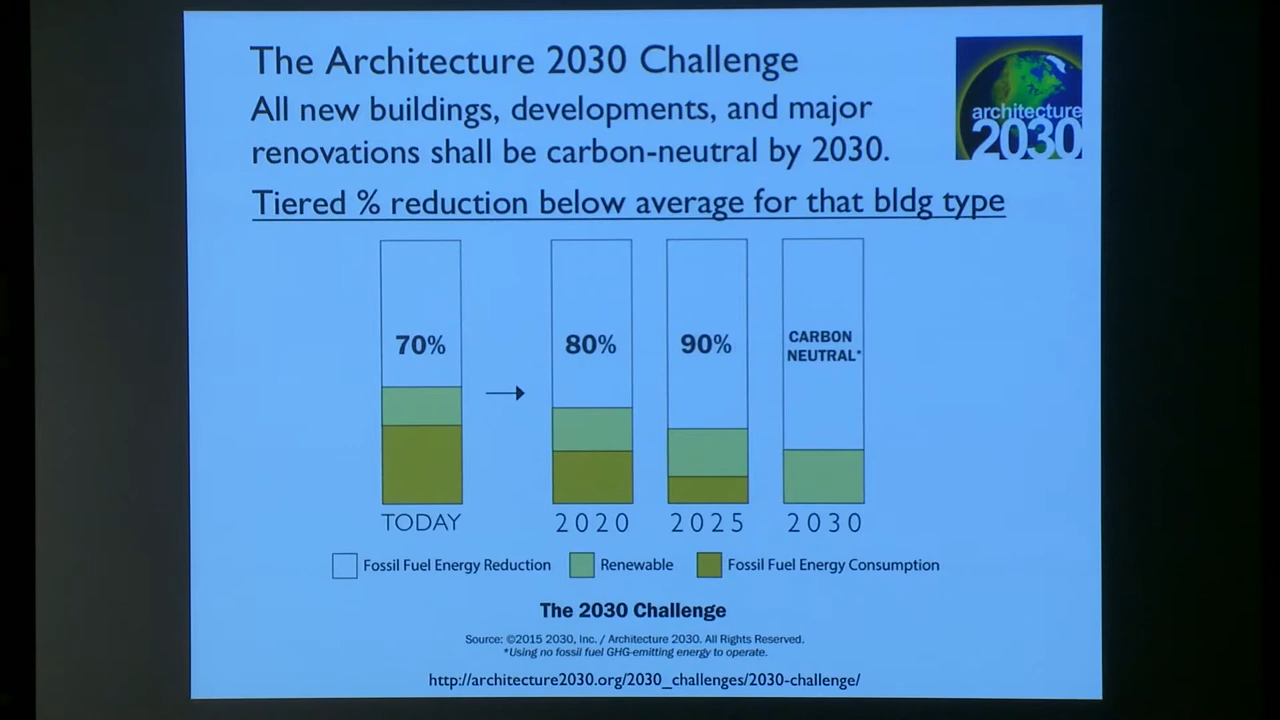 The Architecture 2030 Challenge
All new buildings, developments, and major
renovations shall be carbon-neutral by 2030.
architecture
2030
Tiered % reduction below average for that bldg type
70%
80%
90%
CARBON
NEUTRAL*
TODAY
2020
2025
2030
Fossil Fuel Energy Reduction
Renewable
Fossil Fuel Energy Consumption
The 2030 Challenge
Source: ©2015 2030, Inc. / Architecture 2030. All Rights Reserved.
*Using no fossil fuel GHG-emitting energy to operate.
http://architecture2030.org/2030_challenges/2030-challenge/